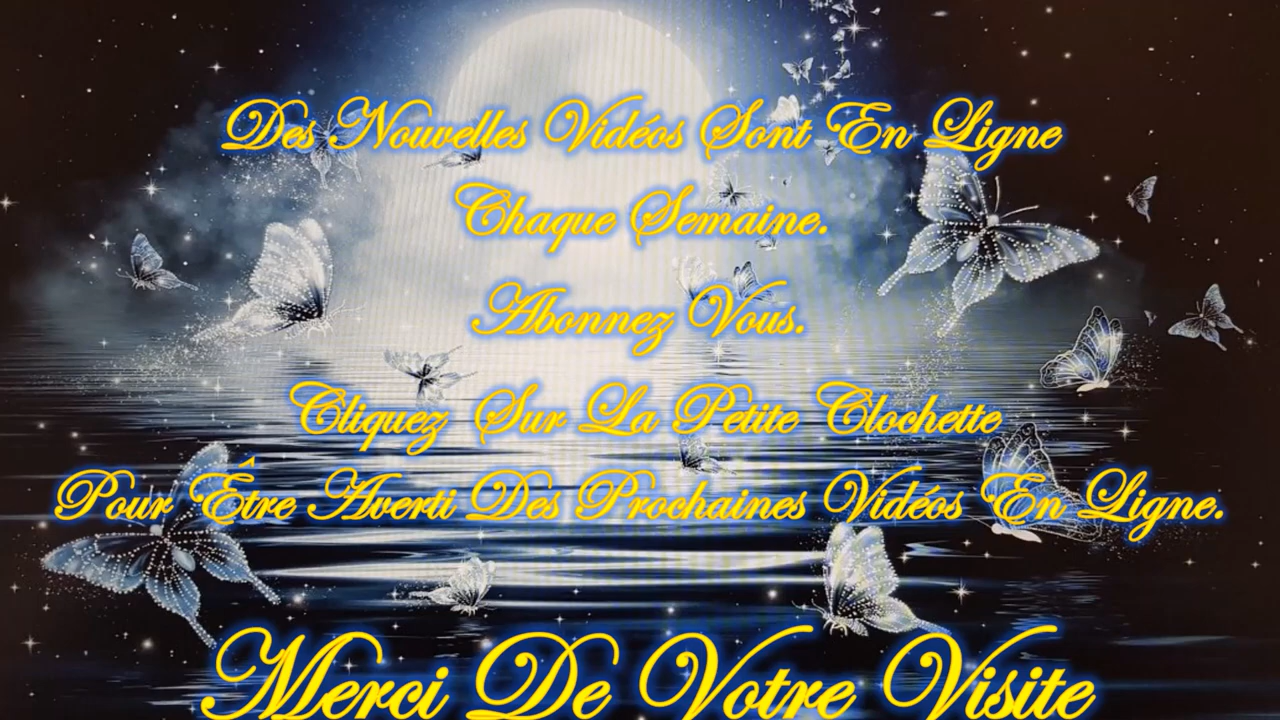 Des Nouvelles Vidéos Sont En Ligne
Chaque Semaine.
Abonnez Vous.
Cliquez Sur La Petite Clochette
Pour Être Averti Des Prochaines Vidéos En Ligne.
Merci De Votre Visite